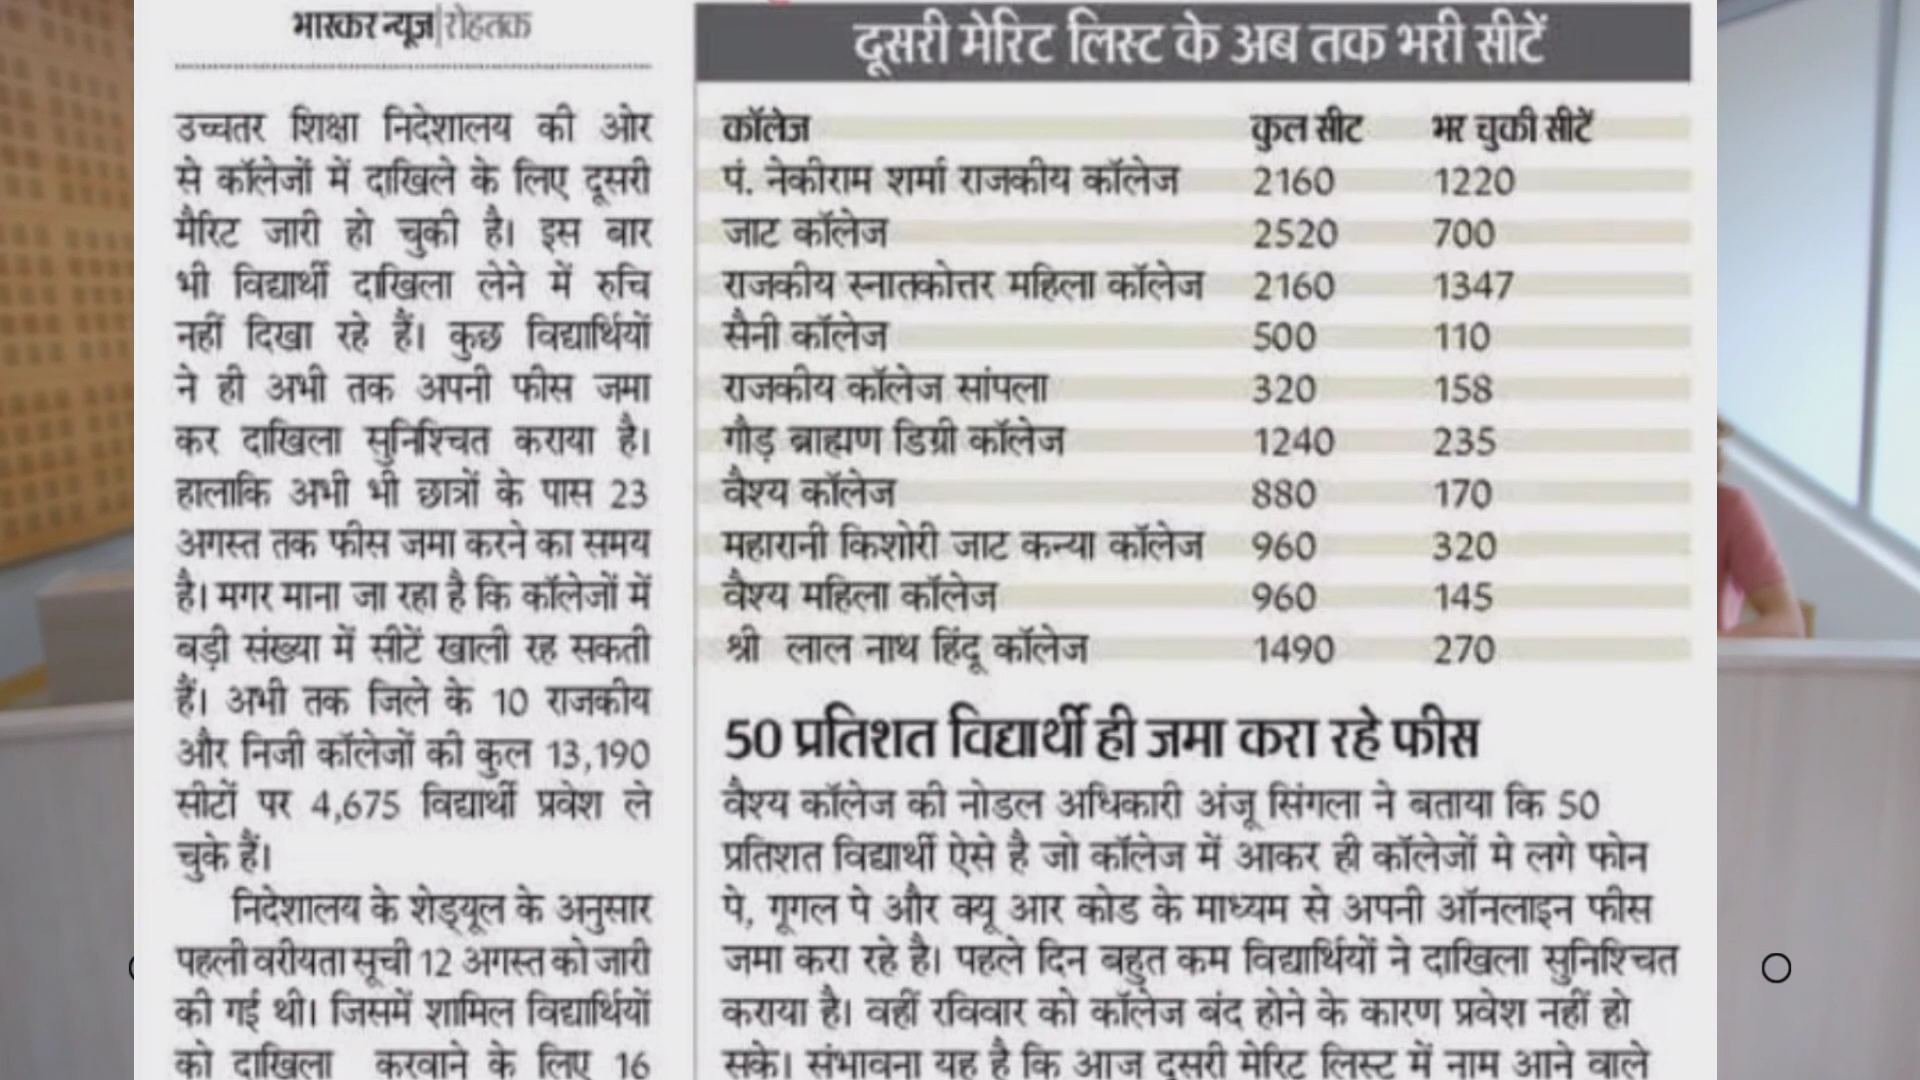 भास्कर न्यूज|रोहतक
उच्चतर शिक्षा निदेशालय की ओर
से कॉलेजों में दाखिले के लिए दूसरी
मैरिट जारी हो चुकी है। इस बार
भी विद्यार्थी दाखिला लेने में रुचि
नहीं दिखा रहे हैं। कुछ विद्यार्थियों
ने ही अभी तक अपनी फीस जमा
कर दाखिला सुनिश्चित कराया है।
हालाकि अभी भी छात्रों के पास 23
अगस्त तक फीस जमा करने का समय
है। मगर माना जा रहा है कि कॉलेजों में
बड़ी संख्या में सीटें खाली रह सकती
हैं। अभी तक जिले के 10 राजकीय
और निजी कॉलेजों की कुल 13,190
सीटों पर 4,675 विद्यार्थी प्रवेश ले
चुके हैं।
निदेशालय के शेड्यूल के अनुसार
पहली वरीयता सूची 12 अगस्त को जारी
की गई थी। जिसमें शामिल विद्यार्थियों
को दाखिला करवाने के लिए 16
दूसरी मेरिट लिस्ट के अब तक भरी सीटें
कॉलेज कुल सीट भर चुकी सीटें
पं. नेकीराम शर्मा राजकीय कॉलेज 2160 1220
जाट कॉलेज 2520 700
राजकीय स्नातकोत्तर महिला कॉलेज 2160 1347
सैनी कॉलेज 500 110
राजकीय कॉलेज सांपला 320 158
गौड़ ब्राह्मण डिग्री कॉलेज 1240 235
वैश्य कॉलेज 880 170
महारानी किशोरी जाट कन्या कॉलेज 960 320
वैश्य महिला कॉलेज 960 145
श्री लाल नाथ हिंदू कॉलेज 1490 270
50 प्रतिशत विद्यार्थी ही जमा करा रहे फीस
वैश्य कॉलेज की नोडल अधिकारी अंजू सिंगला ने बताया कि 50
प्रतिशत विद्यार्थी ऐसे है जो कॉलेज में आकर ही कॉलेजों मे लगे फोन
पे, गूगल पे और क्यू आर कोड के माध्यम से अपनी ऑनलाइन फीस
जमा करा रहे है। पहले दिन बहुत कम विद्यार्थियों ने दाखिला सुनिश्चित
कराया है। वहीं रविवार को कॉलेज बंद होने के कारण प्रवेश नहीं हो
सके। संभावना यह है कि आज दूसरी मेरिट लिस्ट में नाम आने वाले